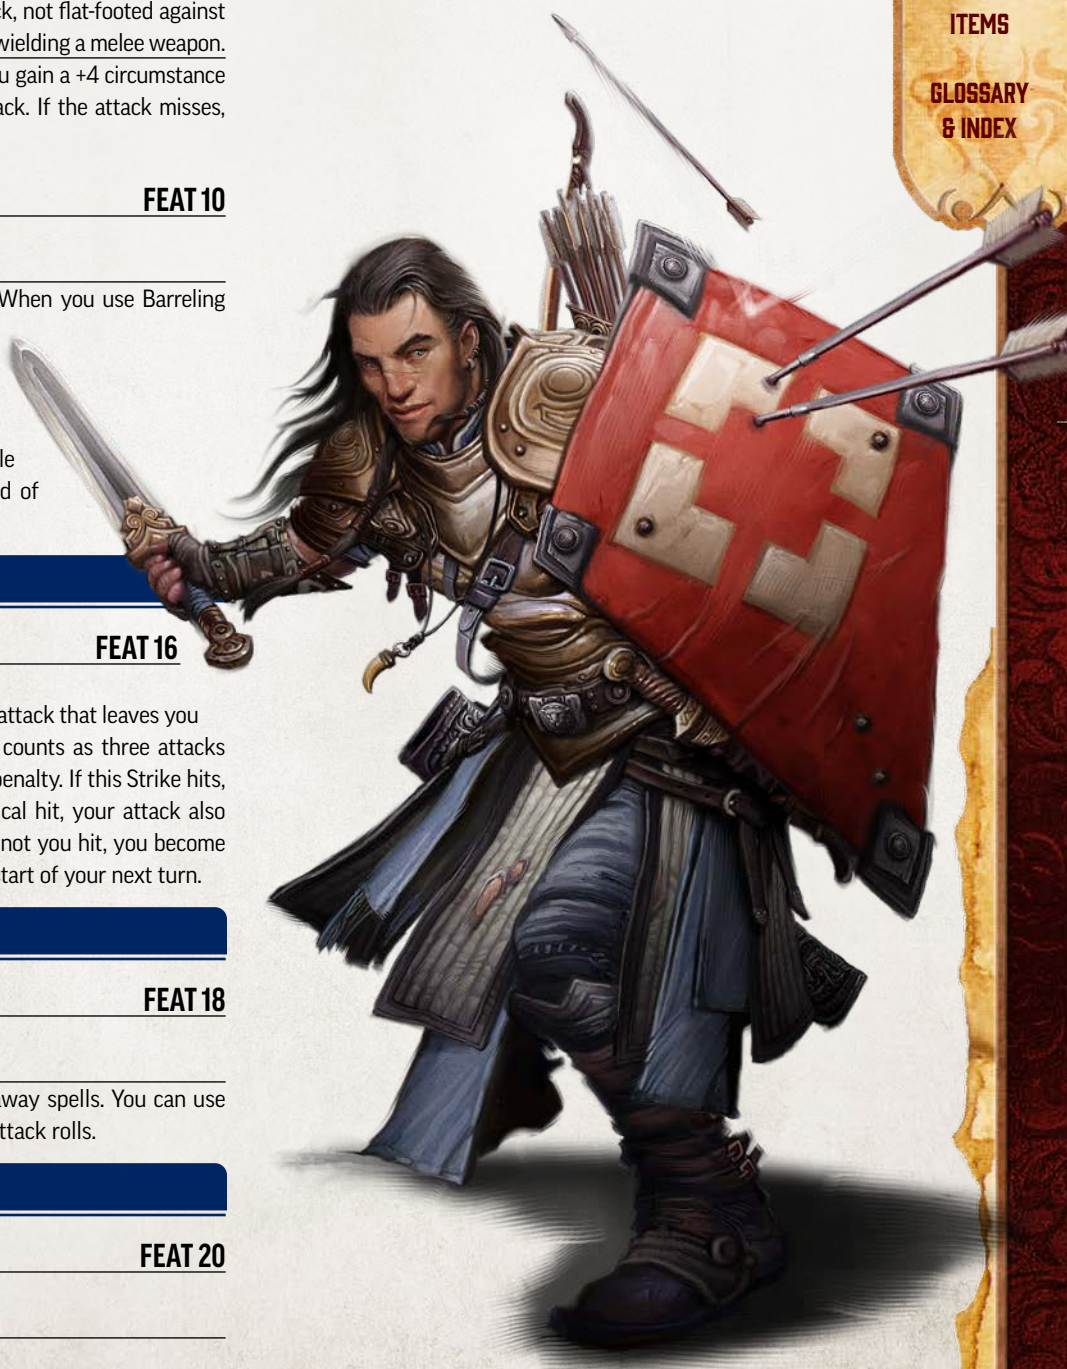 k, not flat-footed against
wielding a melee weapon.
u gain a +4 circumstance
ack. If the attack misses,
FEAT 10
When you use Barreling
le
d of
FEAT 16
attack that leaves you
counts as three attacks
penalty. If this Strike hits,
cal hit, your attack also
not you hit, you become
start of your next turn.
FEAT 18
away spells. You can use
ttack rolls.
FEAT 20
ITEMS
GLOSSARY
& INDEX